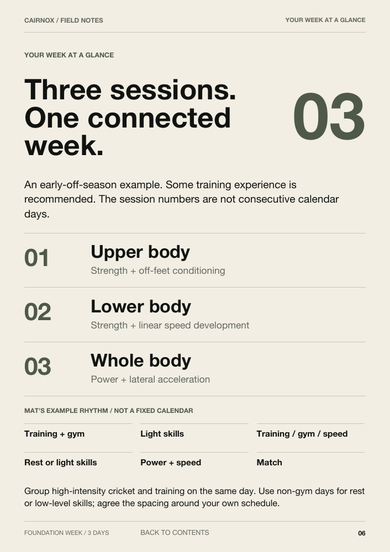 CAIRNOX / FIELD NOTES
YOUR WEEK AT A GLANCE
YOUR WEEK AT A GLANCE
Three sessions.
One connected
week.
03
An early-off-season example. Some training experience is
recommended. The session numbers are not consecutive calendar
days.
01
Upper body
Strength + off-feet conditioning
02
Lower body
Strength + linear speed development
03
Whole body
Power + lateral acceleration
MAT'S EXAMPLE RHYTHM / NOT A FIXED CALENDAR
Training + gym
Light skills
Training / gym / speed
Rest or light skills
Power + speed
Match
Group high-intensity cricket and training on the same day. Use non-gym days for rest
or low-level skills; agree the spacing around your own schedule.
FOUNDATION WEEK / 3 DAYS
BACK TO CONTENTS
06